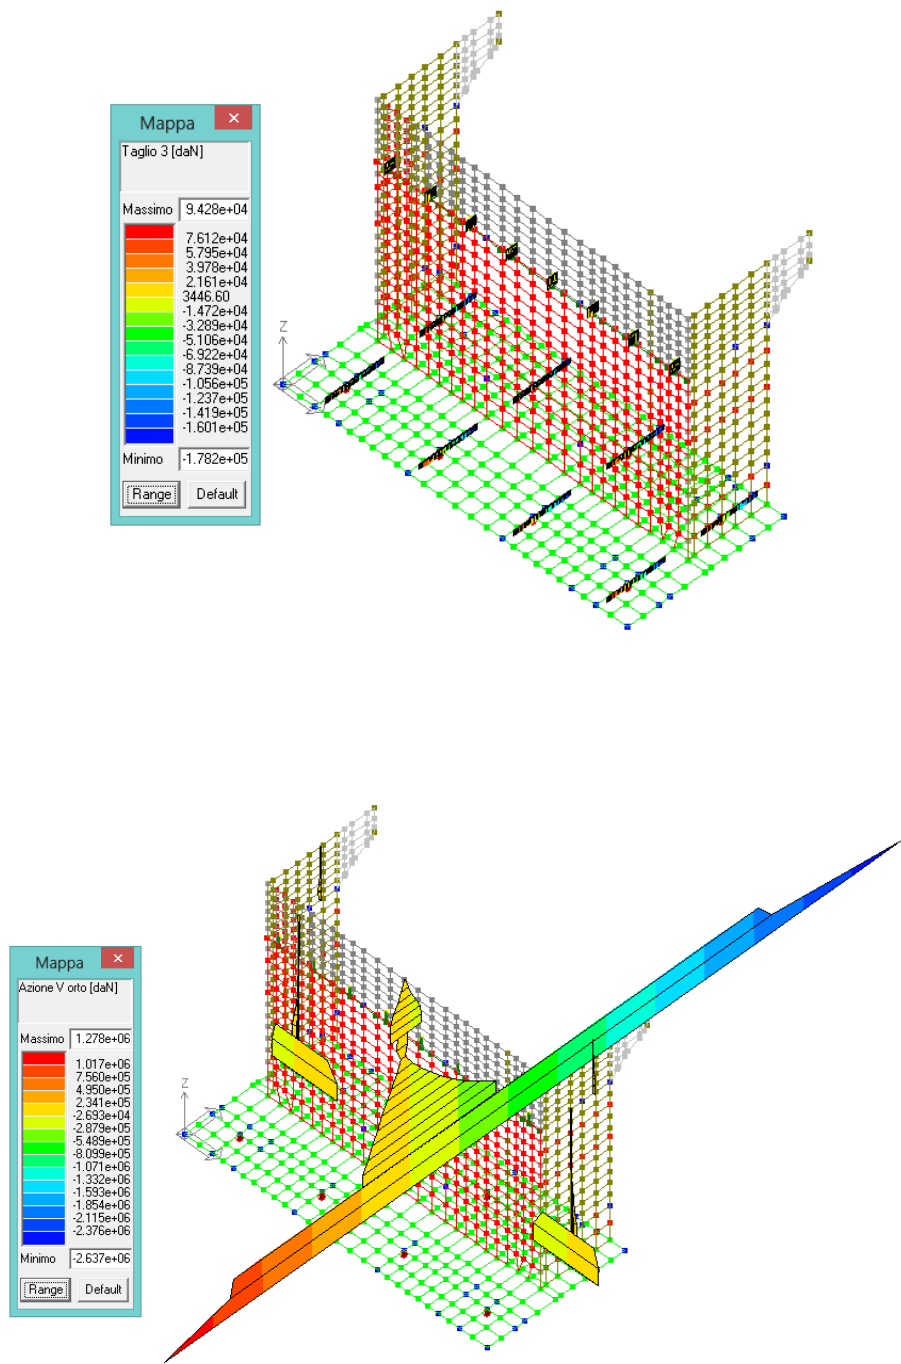 Mappa
Taglio 3 [daN]
Massimo 9.428e+04
7.612e+04
5.795e+04
3.978e+04
2.161e+04
3446.60
-1.472e+04
-3.289e+04
-5.106e+04
-6.922e+04
-8.739e+04
-1.056e+05
-1.237e+05
-1.419e+05
-1.601e+05
Minimo -1.782e+05
Range Default
Z
Mappa
Azione V orto [daN]
Massimo 1.278e+06
1.017e+06
7.560e+05
4.950e+05
2.341e+05
-2.693e+04
-2.879e+05
-5.489e+05
-8.099e+05
-1.071e+06
-1.332e+06
-1.593e+06
-1.854e+06
-2.115e+06
-2.376e+06
Minimo -2.637e+06
Range Default
Z